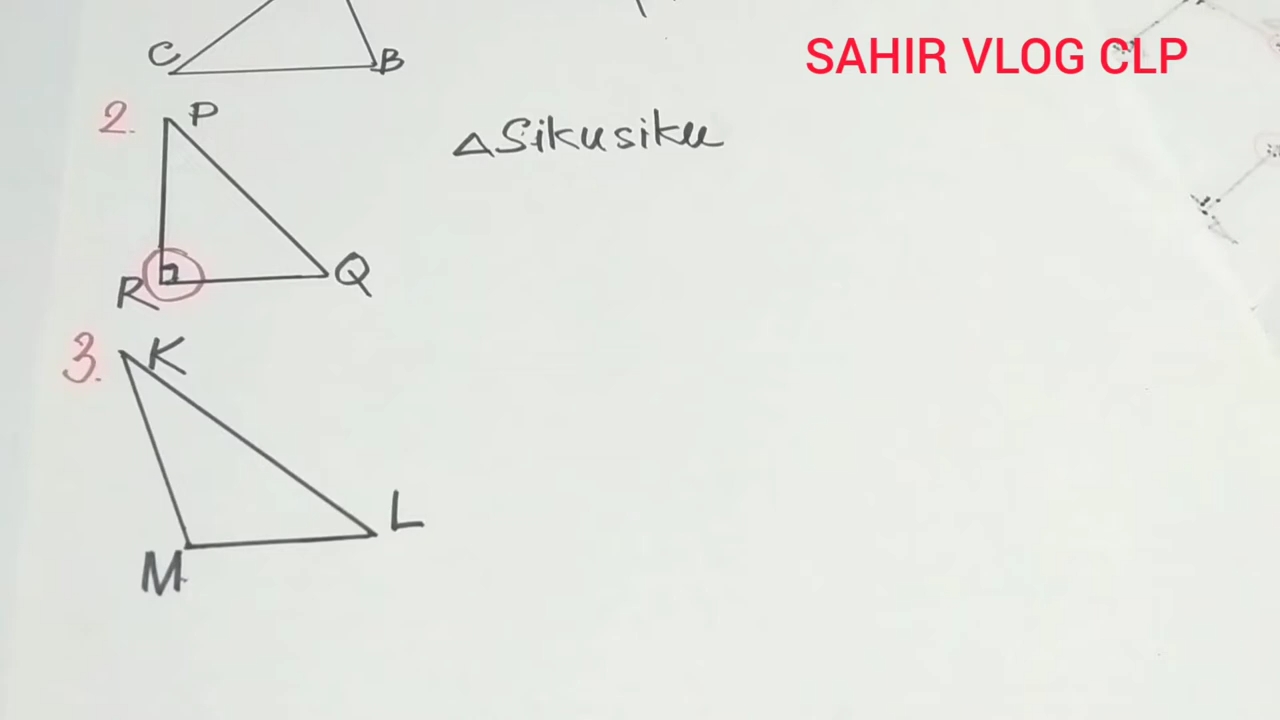 SAHIR VLOG CLP
C B
2. P
△Sikusiku
R Q
3. K
L
M